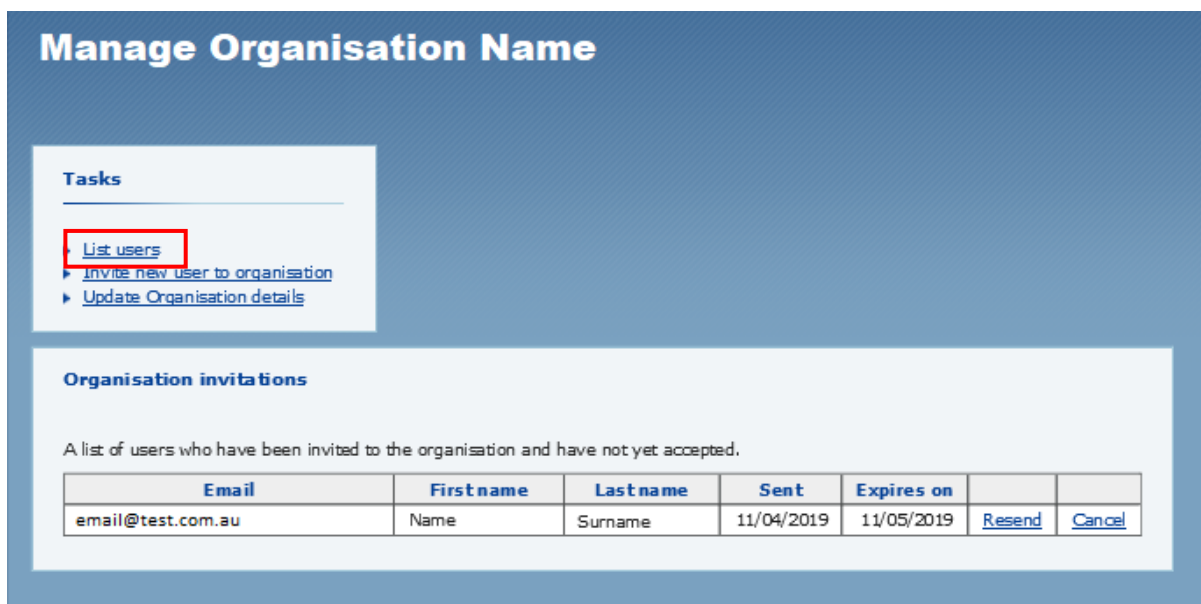 Manage Organisation Name
Tasks
List users
Invite new user to organisation
Update Organisation details
Organisation invitations
A list of users who have been invited to the organisation and have not yet accepted.
Email First name Last name Sent Expires on
email@test.com.au Name Surname 11/04/2019 11/05/2019 Resend Cancel